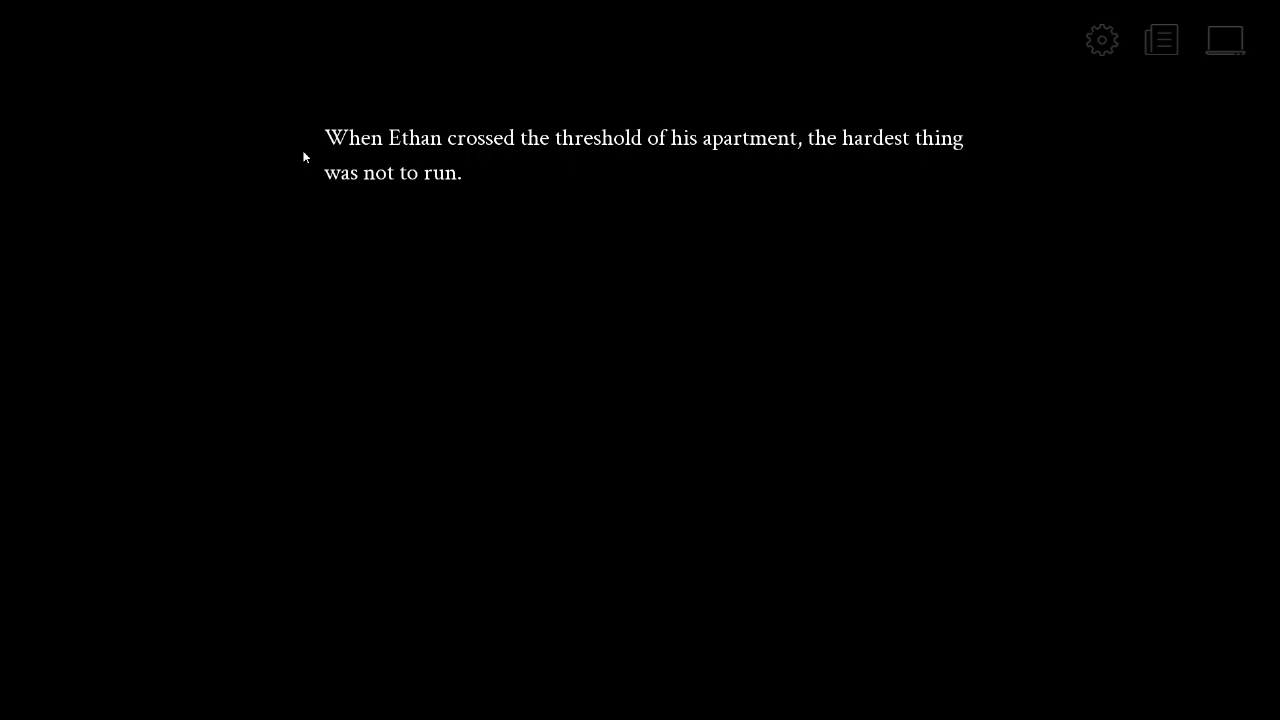 When Ethan crossed the threshold of his apartment, the hardest thing
was not to run.